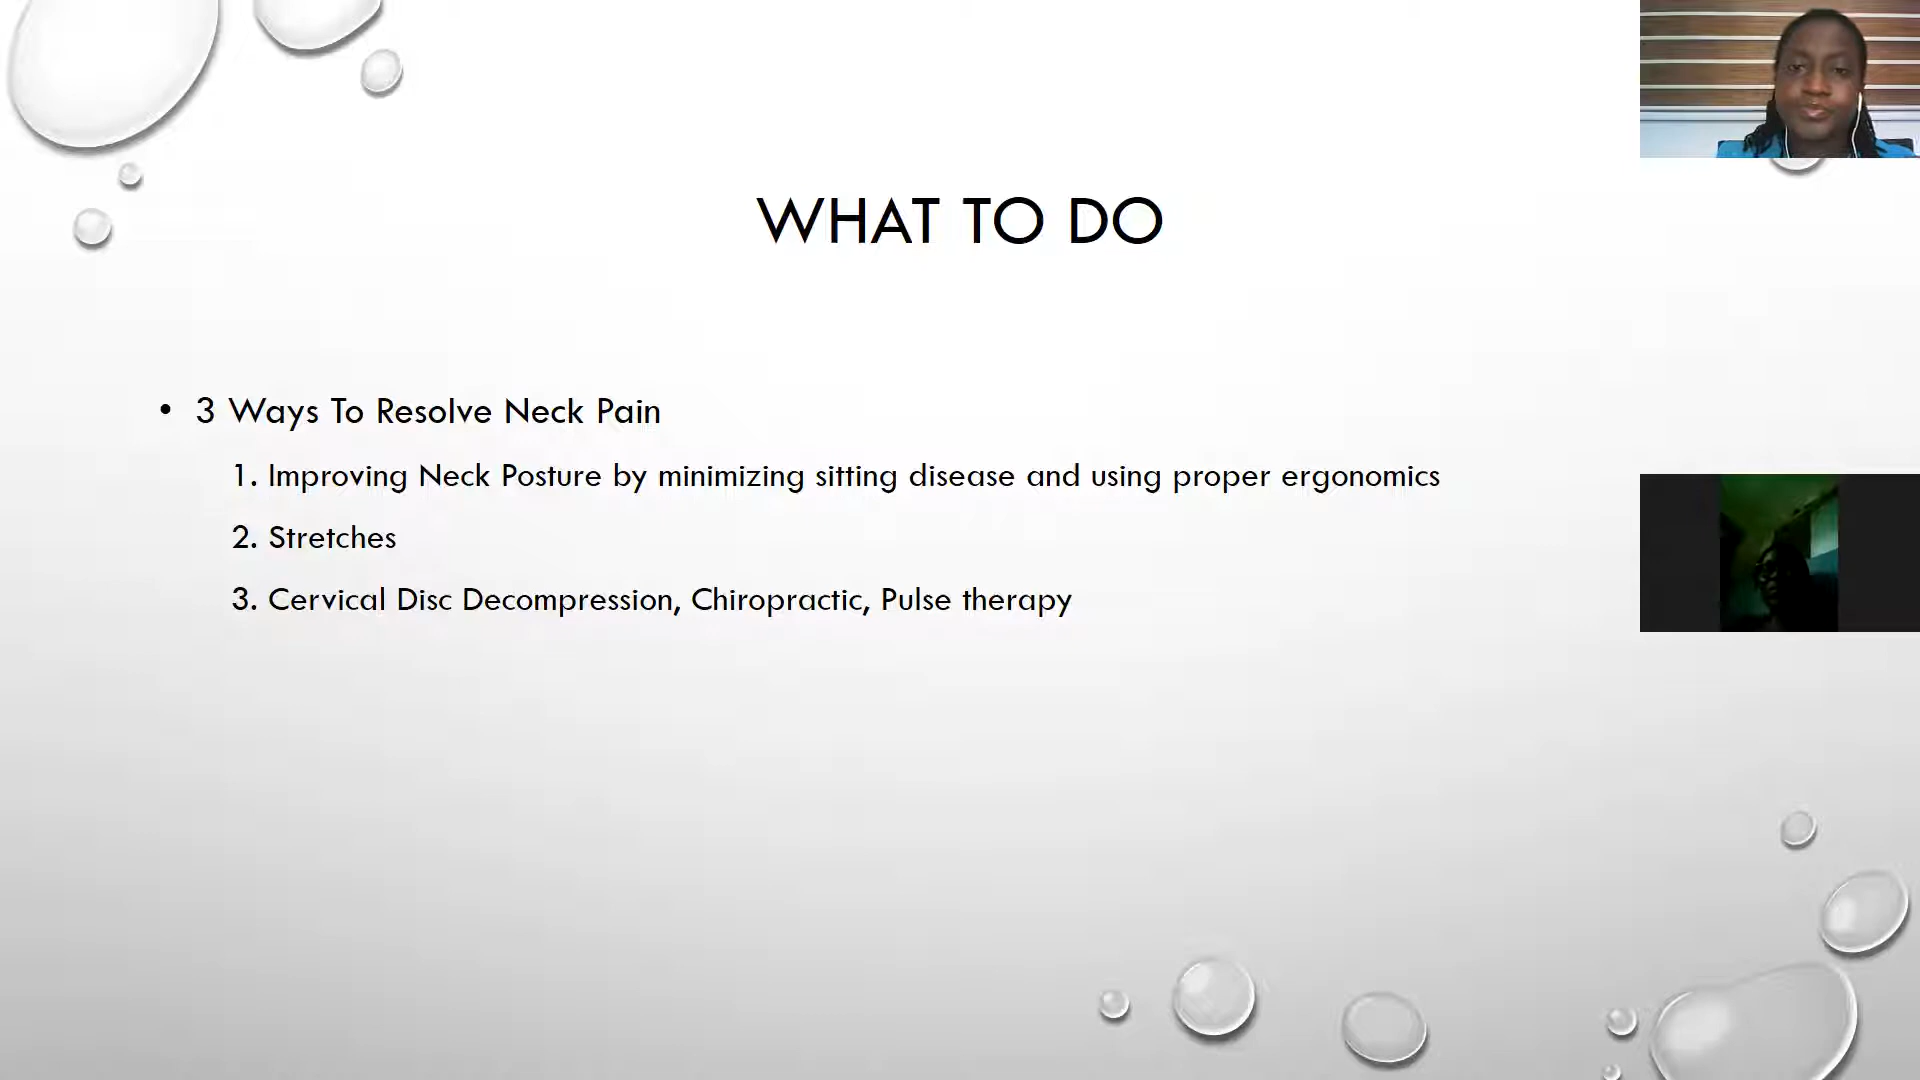 WHAT TO DO
• 3 Ways To Resolve Neck Pain
1. Improving Neck Posture by minimizing sitting disease and using proper ergonomics
2. Stretches
3. Cervical Disc Decompression, Chiropractic, Pulse therapy